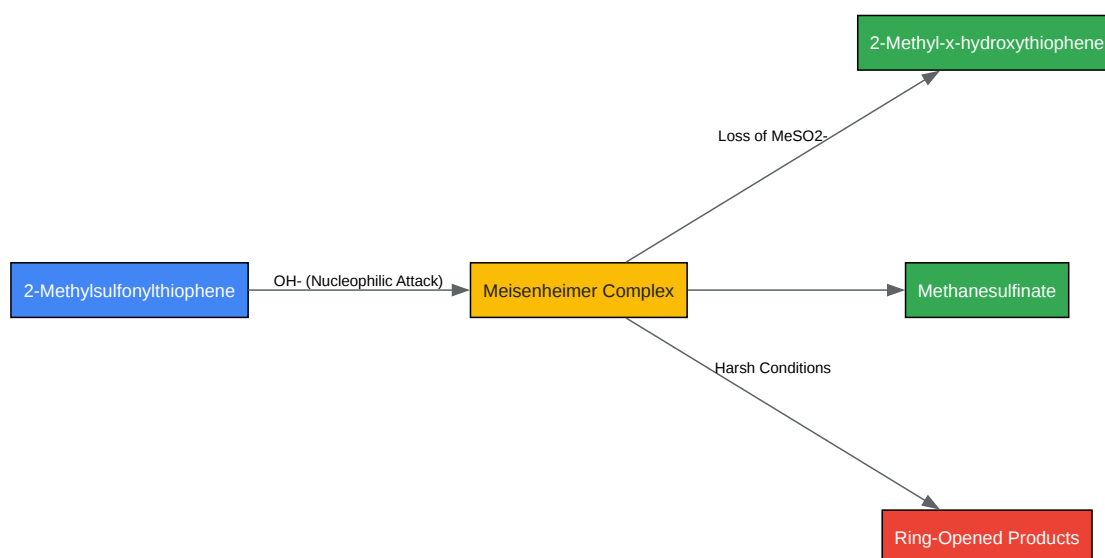 2-Methyl-x-hydroxythiophene
Loss of MeSO2-
2-Methylsulfonylthiophene
OH- (Nucleophilic Attack)
Meisenheimer Complex
Methanesulfinate
Harsh Conditions
Ring-Opened Products